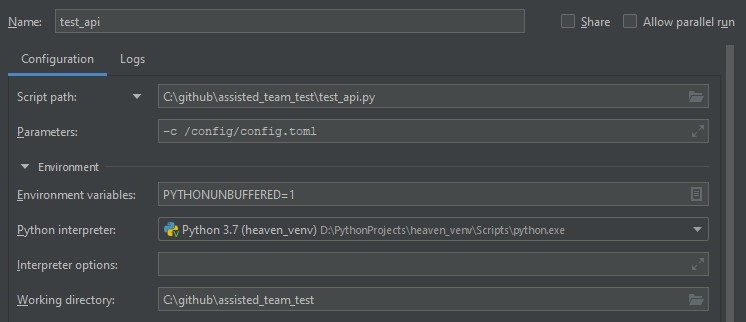 Name: test_api Share Allow parallel run
Configuration Logs
Script path: C:\github\assisted_team_test\test_api.py
Parameters: -c /config/config.toml
Environment
Environment variables: PYTHONUNBUFFERED=1
Python interpreter: Python 3.7 (heaven_venv) D:\PythonProjects\heaven_venv\Scripts\python.exe
Interpreter options:
Working directory: C:\github\assisted_team_test